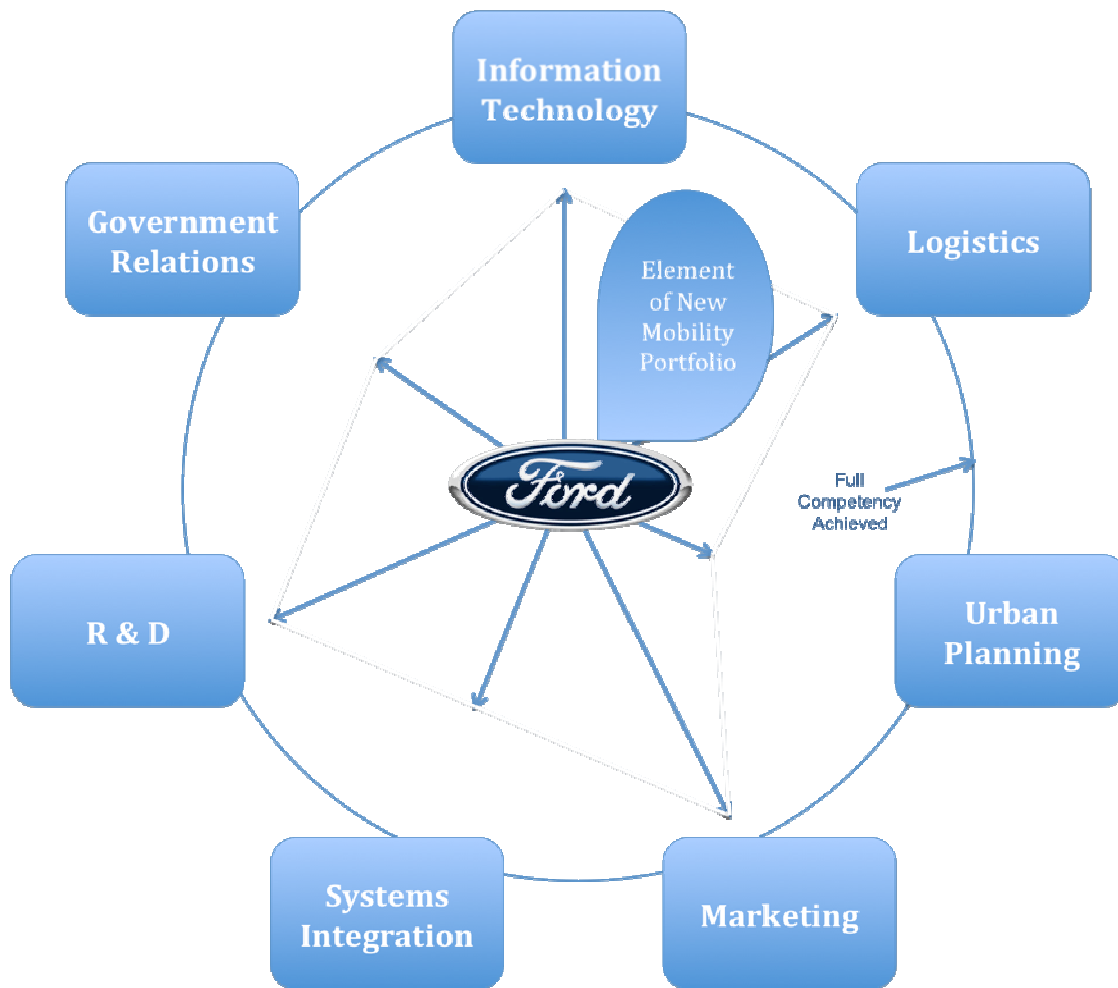 Information
Technology
Government
Relations
Logistics
Element
of New
Mobility
Portfolio
Ford
Full
Competency
Achieved
R & D
Urban
Planning
Systems
Integration
Marketing